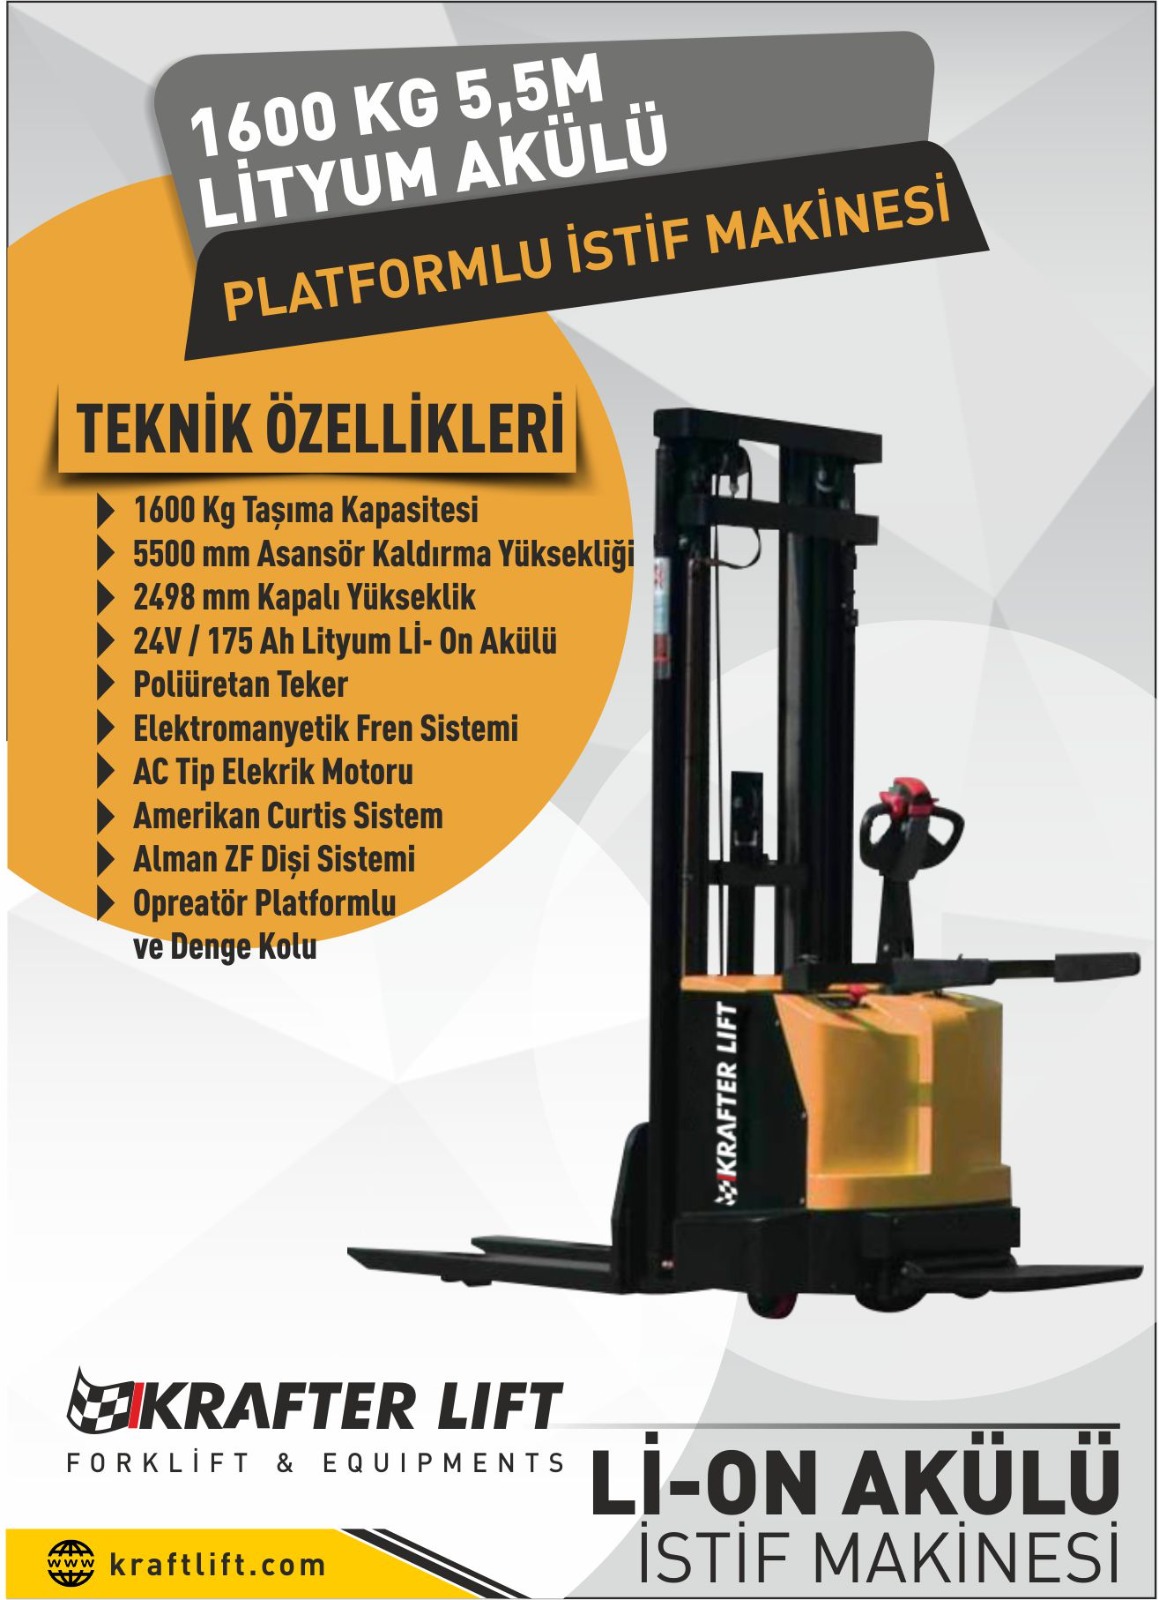 1600 KG 5,5M
LİTYUM AKÜLÜ
PLATFORMLU İSTİF MAKİNESİ
TEKNİK ÖZELLİKLERİ
1600 Kg Taşıma Kapasitesi
5500 mm Asansör Kaldırma Yüksekliği
2498 mm Kapalı Yükseklik
24V / 175 Ah Lityum Lİ- On Akülü
Poliüretan Teker
Elektromanyetik Fren Sistemi
AC Tip Elekrik Motoru
Amerikan Curtis Sistem
Alman ZF Dişi Sistemi
Opreatör Platformlu
ve Denge Kolu
KRAFTER LIFT
KRAFTER LIFT
FORKLİFT & EQUIPMENTS
Lİ-ON AKÜLÜ
İSTİF MAKİNESİ
www kraftlift.com